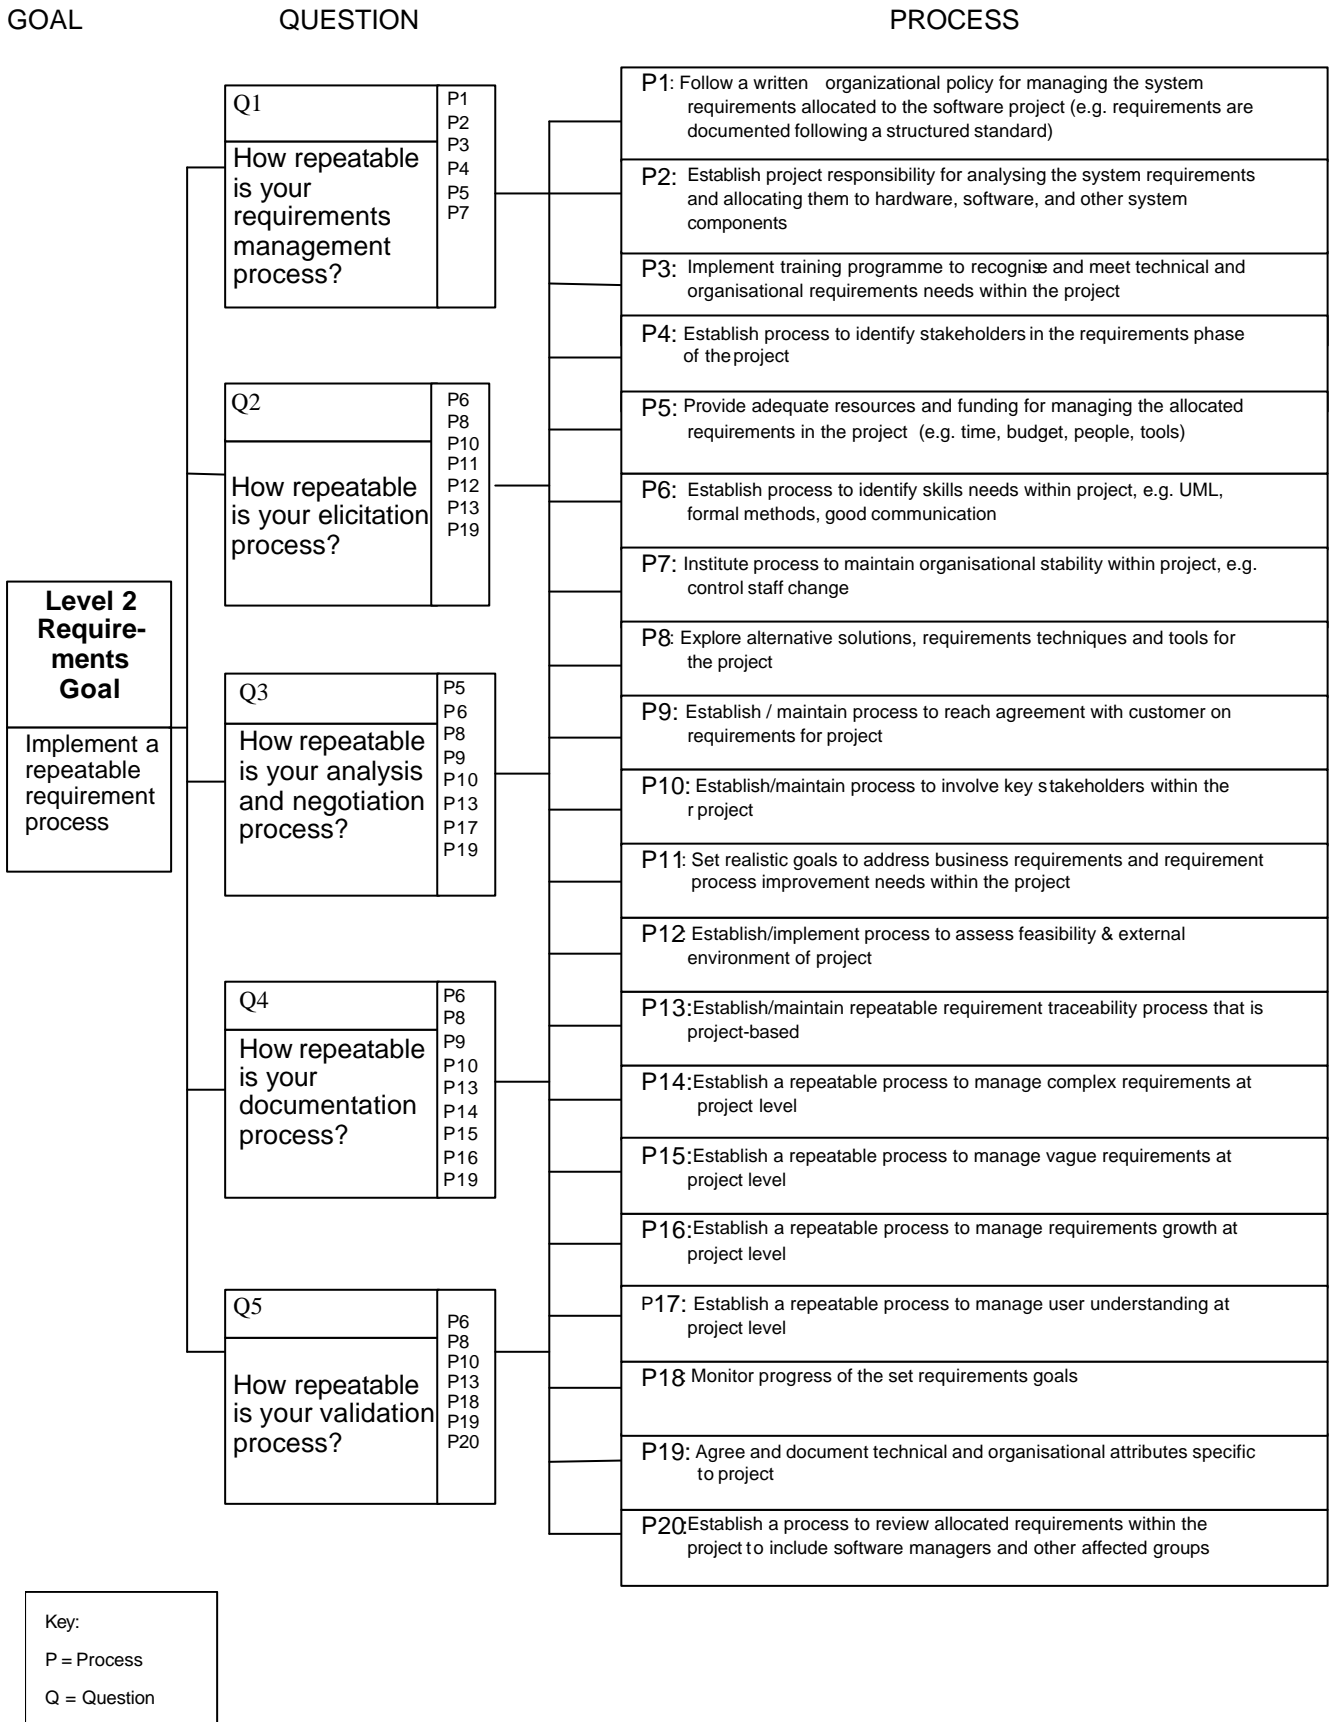 GOAL QUESTION PROCESS
Level 2
Require-
ments
Goal
Implement a
repeatable
requirement
process
Q1
How repeatable
is your
requirements
management
process?
P1
P2
P3
P4
P5
P7
Q2
How repeatable
is your elicitation
process?
P6
P8
P10
P11
P12
P13
P19
Q3
How repeatable
is your analysis
and negotiation
process?
P5
P6
P8
P9
P10
P13
P17
P19
Q4
How repeatable
is your
documentation
process?
P6
P8
P9
P10
P13
P14
P15
P16
P19
Q5
How repeatable
is your validation
process?
P6
P8
P10
P13
P18
P19
P20
P1: Follow a written organizational policy for managing the system
requirements allocated to the software project (e.g. requirements are
documented following a structured standard)
P2: Establish project responsibility for analysing the system requirements
and allocating them to hardware, software, and other system
components
P3: Implement training programme to recognise and meet technical and
organisational requirements needs within the project
P4: Establish process to identify stakeholders in the requirements phase
of the project
P5: Provide adequate resources and funding for managing the allocated
requirements in the project (e.g. time, budget, people, tools)
P6: Establish process to identify skills needs within project, e.g. UML,
formal methods, good communication
P7: Institute process to maintain organisational stability within project, e.g.
control staff change
P8: Explore alternative solutions, requirements techniques and tools for
the project
P9: Establish / maintain process to reach agreement with customer on
requirements for project
P10: Establish/maintain process to involve key stakeholders within the
r project
P11: Set realistic goals to address business requirements and requirement
process improvement needs within the project
P12: Establish/implement process to assess feasibility & external
environment of project
P13:Establish/maintain repeatable requirement traceability process that is
project-based
P14:Establish a repeatable process to manage complex requirements at
project level
P15:Establish a repeatable process to manage vague requirements at
project level
P16:Establish a repeatable process to manage requirements growth at
project level
P17: Establish a repeatable process to manage user understanding at
project level
P18: Monitor progress of the set requirements goals
P19: Agree and document technical and organisational attributes specific
to project
P20:Establish a process to review allocated requirements within the
project to include software managers and other affected groups
Key:
P = Process
Q = Question